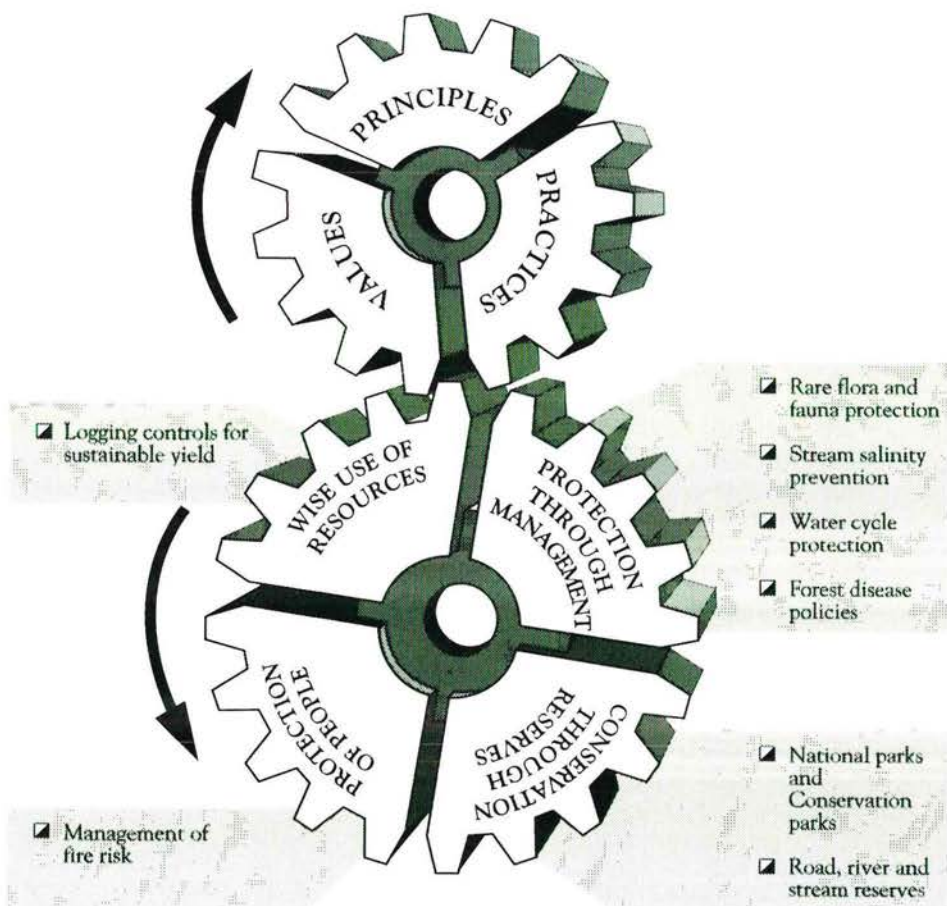 PRINCIPLES
PRACTICES
VALUES
Logging controls for
sustainable yield
WISE USE OF
RESOURCES
PROTECTION
THROUGH
MANAGEMENT
Rare flora and
fauna protection
Stream salinity
prevention
Water cycle
protection
Forest disease
policies
PROTECTION
OF PEOPLE
CONSERVATION
THROUGH
RESERVES
Management of
fire risk
National parks
and
Conservation
parks
Road, river and
stream reserves